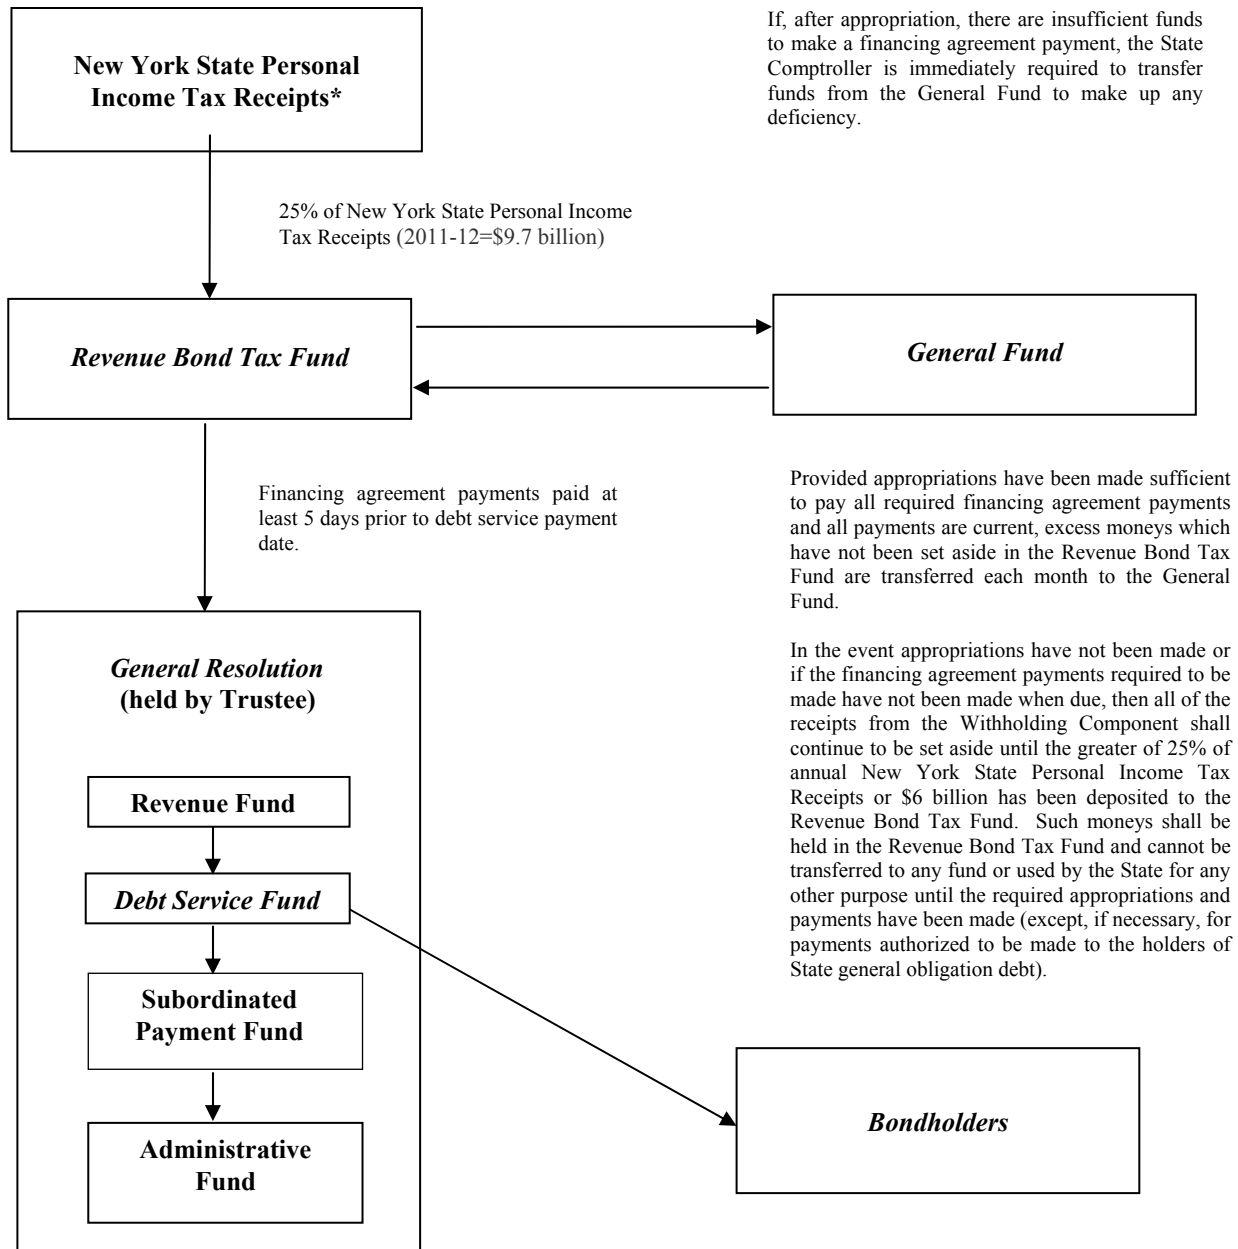 New York State Personal
Income Tax Receipts*
If, after appropriation, there are insufficient funds
to make a financing agreement payment, the State
Comptroller is immediately required to transfer
funds from the General Fund to make up any
deficiency.
25% of New York State Personal Income
Tax Receipts (2011-12=$9.7 billion)
Revenue Bond Tax Fund
General Fund
Financing agreement payments paid at
least 5 days prior to debt service payment
date.
Provided appropriations have been made sufficient
to pay all required financing agreement payments
and all payments are current, excess moneys which
have not been set aside in the Revenue Bond Tax
Fund are transferred each month to the General
Fund.
In the event appropriations have not been made or
if the financing agreement payments required to be
made have not been made when due, then all of the
receipts from the Withholding Component shall
continue to be set aside until the greater of 25% of
annual New York State Personal Income Tax
Receipts or $6 billion has been deposited to the
Revenue Bond Tax Fund. Such moneys shall be
held in the Revenue Bond Tax Fund and cannot be
transferred to any fund or used by the State for any
other purpose until the required appropriations and
payments have been made (except, if necessary, for
payments authorized to be made to the holders of
State general obligation debt).
General Resolution
(held by Trustee)
Revenue Fund
Debt Service Fund
Subordinated
Payment Fund
Administrative
Fund
Bondholders